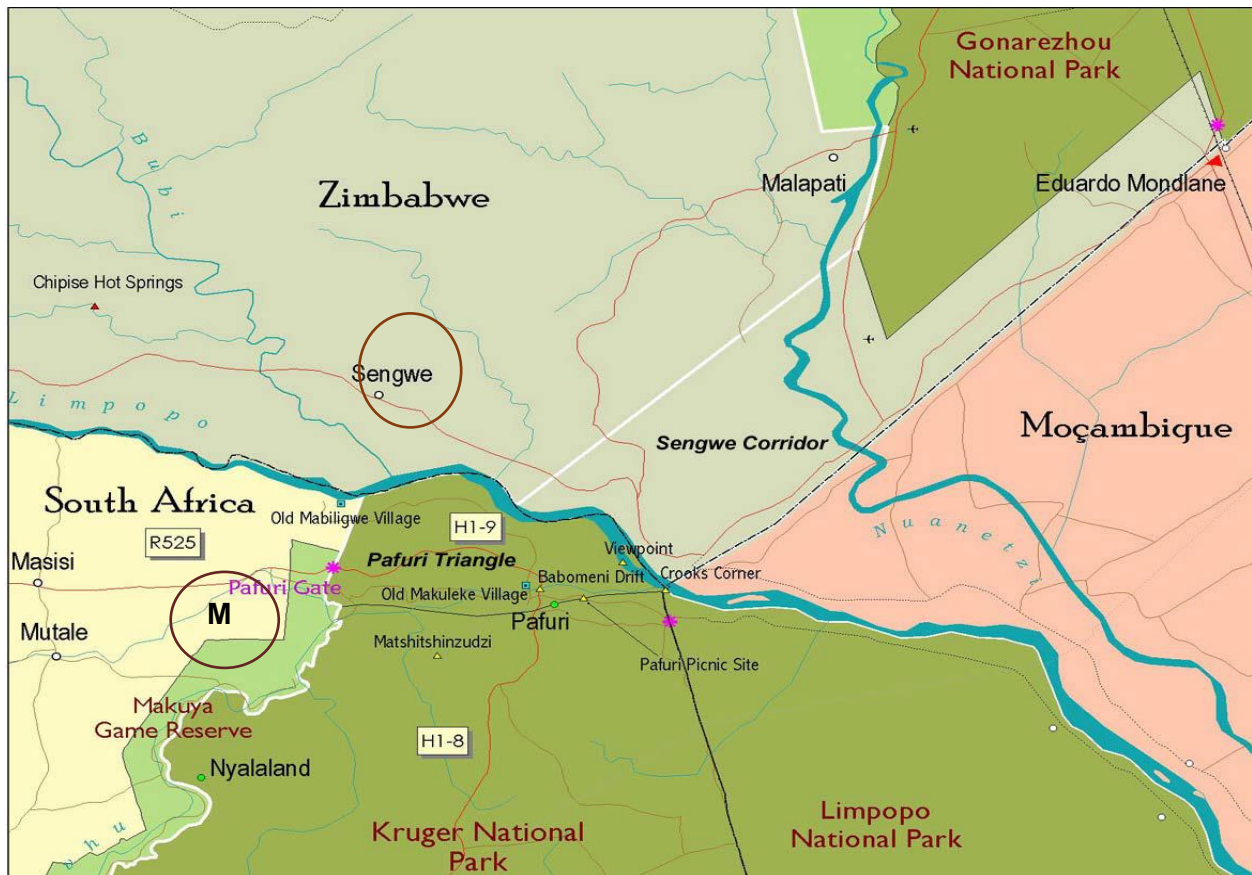 Gonarezhou
National Park
Bubi
Zimbabwe
Malapati
Eduardo Mondlane
Chipise Hot Springs
Sengwe
Limpopo
Sengwe Corridor
Moçambique
South Africa
Old Mabiligwe Village
R525
H1-9
Nuanetzi
Viewpoint
Masisi
Pafuri Triangle
Pafuri Gate
Babomeni Drift
Crooks Corner
Old Makuleke Village
M
Pafuri
Mutale
Matshitshinzudzi
Pafuri Picnic Site
Makuya
Game Reserve
H1-8
Nyalaland
Limpopo
National Park
Kruger National
Park
vhu